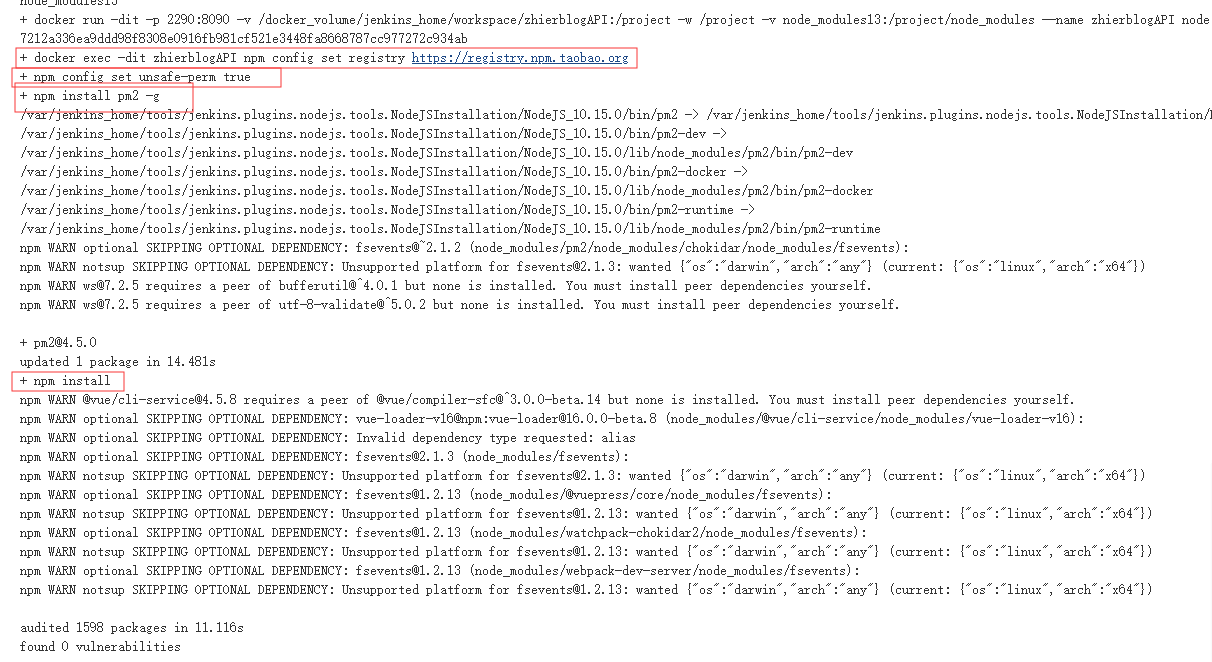 node_modules13
+ docker run -dit -p 2290:8090 -v /docker_volume/jenkins_home/workspace/zhierblogAPI:/project -w /project -v node_modules13:/project/node_modules --name zhierblogAPI node
7212a336ea9ddd98f8308e0916fb981cf521e3448fa8668787cc977272c934ab
+ docker exec -dit zhierblogAPI npm config set registry https://registry.npm.taobao.org
+ npm config set unsafe-perm true
+ npm install pm2 -g
/var/jenkins_home/tools/jenkins.plugins.nodejs.tools.NodeJSInstallation/NodeJS_10.15.0/bin/pm2 -> /var/jenkins_home/tools/jenkins.plugins.nodejs.tools.NodeJSInstallation/
/var/jenkins_home/tools/jenkins.plugins.nodejs.tools.NodeJSInstallation/NodeJS_10.15.0/bin/pm2-dev ->
/var/jenkins_home/tools/jenkins.plugins.nodejs.tools.NodeJSInstallation/NodeJS_10.15.0/lib/node_modules/pm2/bin/pm2-dev
/var/jenkins_home/tools/jenkins.plugins.nodejs.tools.NodeJSInstallation/NodeJS_10.15.0/bin/pm2-docker ->
/var/jenkins_home/tools/jenkins.plugins.nodejs.tools.NodeJSInstallation/NodeJS_10.15.0/lib/node_modules/pm2/bin/pm2-docker
/var/jenkins_home/tools/jenkins.plugins.nodejs.tools.NodeJSInstallation/NodeJS_10.15.0/bin/pm2-runtime ->
/var/jenkins_home/tools/jenkins.plugins.nodejs.tools.NodeJSInstallation/NodeJS_10.15.0/lib/node_modules/pm2/bin/pm2-runtime
npm WARN optional SKIPPING OPTIONAL DEPENDENCY: fsevents@~2.1.2 (node_modules/pm2/node_modules/chokidar/node_modules/fsevents):
npm WARN notsup SKIPPING OPTIONAL DEPENDENCY: Unsupported platform for fsevents@2.1.3: wanted {"os":"darwin","arch":"any"} (current: {"os":"linux","arch":"x64"})
npm WARN ws@7.2.5 requires a peer of bufferutil@^4.0.1 but none is installed. You must install peer dependencies yourself.
npm WARN ws@7.2.5 requires a peer of utf-8-validate@^5.0.2 but none is installed. You must install peer dependencies yourself.
+ pm2@4.5.0
updated 1 package in 14.481s
+ npm install
npm WARN @vue/cli-service@4.5.8 requires a peer of @vue/compiler-sfc@^3.0.0-beta.14 but none is installed. You must install peer dependencies yourself.
npm WARN optional SKIPPING OPTIONAL DEPENDENCY: vue-loader-v16@npm:vue-loader@16.0.0-beta.8 (node_modules/@vue/cli-service/node_modules/vue-loader-v16):
npm WARN optional SKIPPING OPTIONAL DEPENDENCY: Invalid dependency type requested: alias
npm WARN optional SKIPPING OPTIONAL DEPENDENCY: fsevents@2.1.3 (node_modules/fsevents):
npm WARN notsup SKIPPING OPTIONAL DEPENDENCY: Unsupported platform for fsevents@2.1.3: wanted {"os":"darwin","arch":"any"} (current: {"os":"linux","arch":"x64"})
npm WARN optional SKIPPING OPTIONAL DEPENDENCY: fsevents@1.2.13 (node_modules/@vuepress/core/node_modules/fsevents):
npm WARN notsup SKIPPING OPTIONAL DEPENDENCY: Unsupported platform for fsevents@1.2.13: wanted {"os":"darwin","arch":"any"} (current: {"os":"linux","arch":"x64"})
npm WARN optional SKIPPING OPTIONAL DEPENDENCY: fsevents@1.2.13 (node_modules/watchpack-chokidar2/node_modules/fsevents):
npm WARN notsup SKIPPING OPTIONAL DEPENDENCY: Unsupported platform for fsevents@1.2.13: wanted {"os":"darwin","arch":"any"} (current: {"os":"linux","arch":"x64"})
npm WARN optional SKIPPING OPTIONAL DEPENDENCY: fsevents@1.2.13 (node_modules/webpack-dev-server/node_modules/fsevents):
npm WARN notsup SKIPPING OPTIONAL DEPENDENCY: Unsupported platform for fsevents@1.2.13: wanted {"os":"darwin","arch":"any"} (current: {"os":"linux","arch":"x64"})
audited 1598 packages in 11.116s
found 0 vulnerabilities